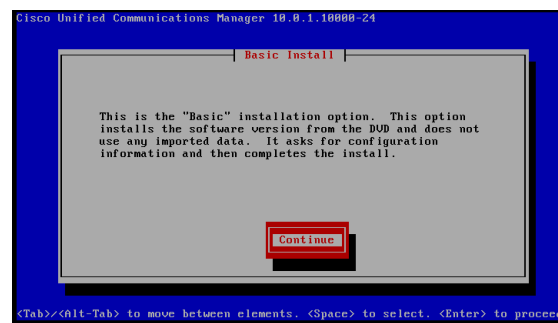 Cisco Unified Communications Manager 10.0.1.10000-24
Basic Install
This is the "Basic" installation option. This option
installs the software version from the DVD and does not
use any imported data. It asks for configuration
information and then completes the install.
Continue
<Tab>/<Alt-Tab> to move between elements. <Space> to select. <Enter> to procee